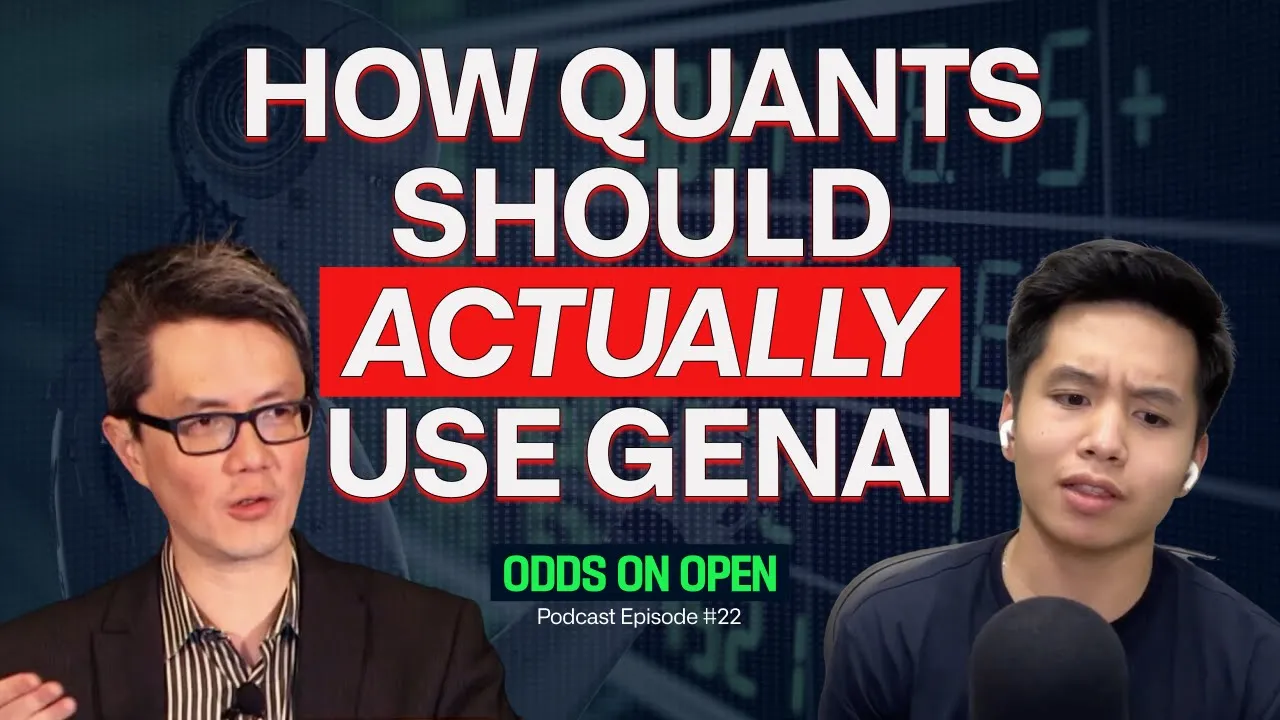 HOW QUANTS
SHOULD
ACTUALLY
USE GENAI
ODDS ON OPEN
Podcast Episode #22